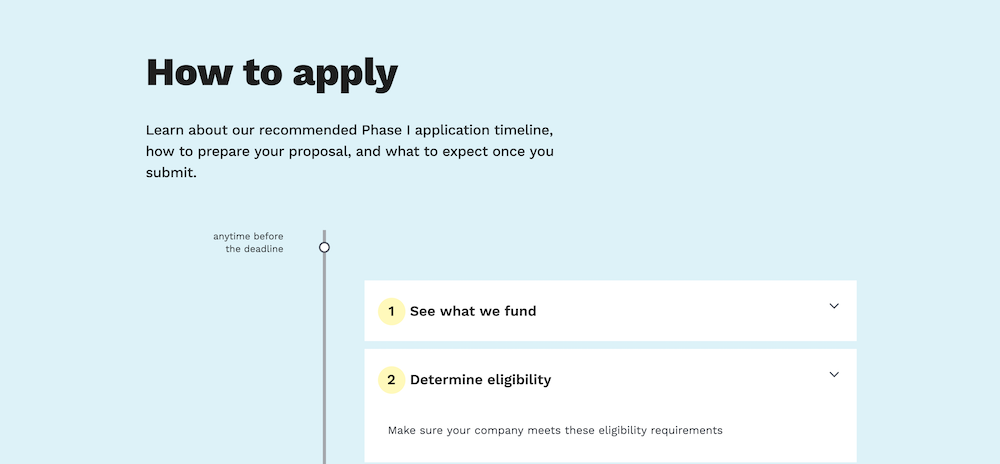 How to apply
Learn about our recommended Phase I application timeline,
how to prepare your proposal, and what to expect once you
submit.
anytime before
the deadline
1 See what we fund
2 Determine eligibility
Make sure your company meets these eligibility requirements